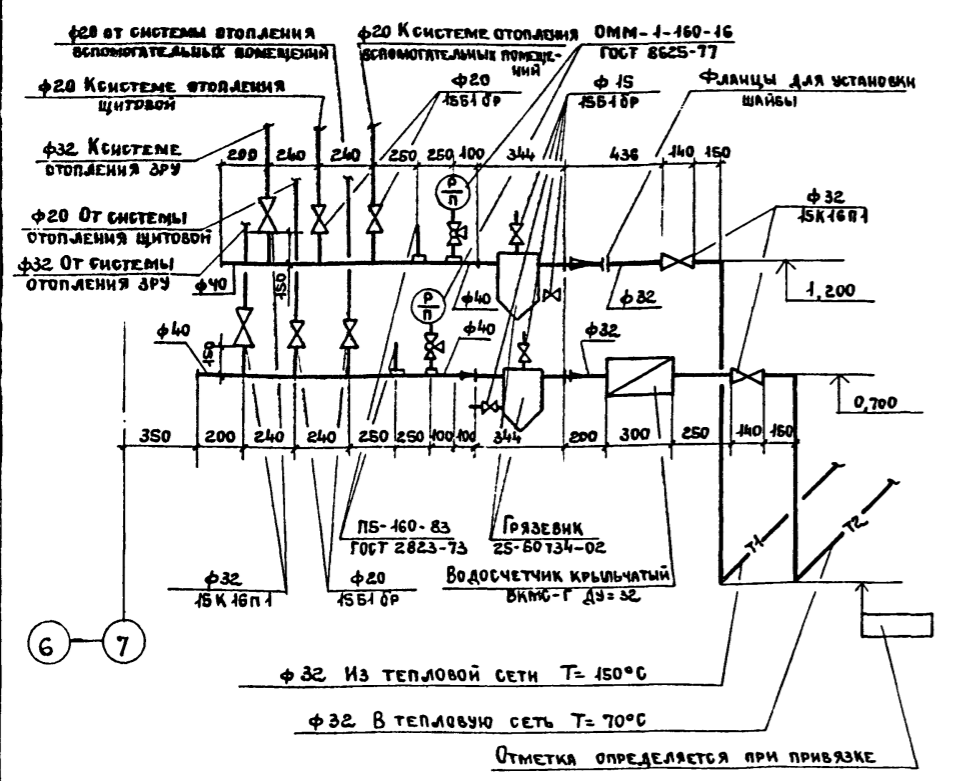 ф20 от системы отопления
вспомогательных помещений
ф20 К системе отопления
вспомогательных помеще-
ний
ОММ-1-160-16
ГОСТ 8625-77
ф20 К системе отопления
щитовой
ф20
15Б1бр
ф15
15Б1бр
Фланцы для установки
шайбы
ф32 К системе
отопления ЗРУ
200 240 240 250 250 100 344 436 140 150
ф20 От системы
отопления щитовой
ф32
15К16п1
ф32 От системы
отопления ЗРУ
Р
П
ф40
150
ф40
ф32
1,200
Р
П
ф40
150
ф40
ф32
0,700
350 200 240 240 250 250 100 100 344 200 300 250 140 150
ПБ-160-83
ГОСТ 2823-73
Грязевик
25-60 Т34-02
Т1
Т2
ф32
15К16п1
ф20
15Б1бр
Водосчетчик крыльчатый
ВКМС-Г ДУ=32
6
7
ф32 Из тепловой сети Т=150°С
ф32 В тепловую сеть Т=70°С
Отметка определяется при привязке